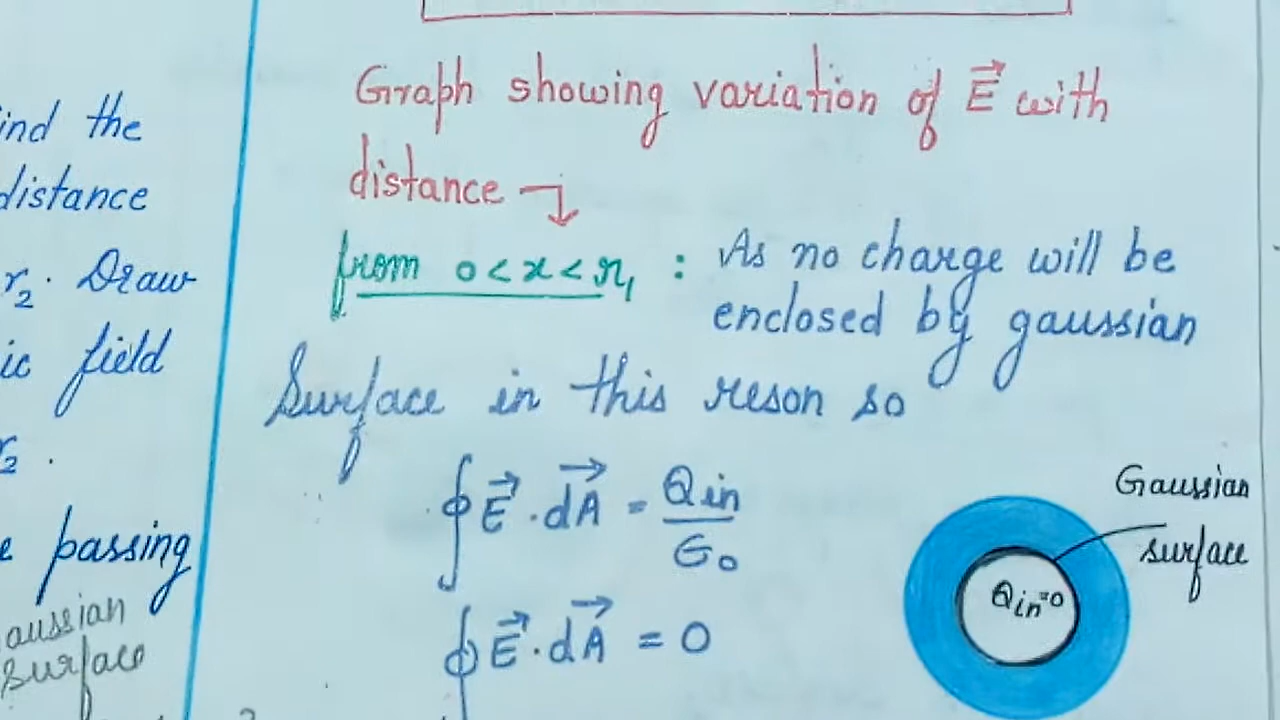 ind the
distance
r₂. Draw
ic field
r₂.
e passing
aussian
surface
Graph showing variation of E⃗ with
distance
from 0 < x < r₁ : As no charge will be
enclosed by gaussian
Surface in this reson so
∮ E⃗ . dA⃗ = Qin / ε₀
∮ E⃗ . dA⃗ = 0
Gaussian
surface
Qin=0